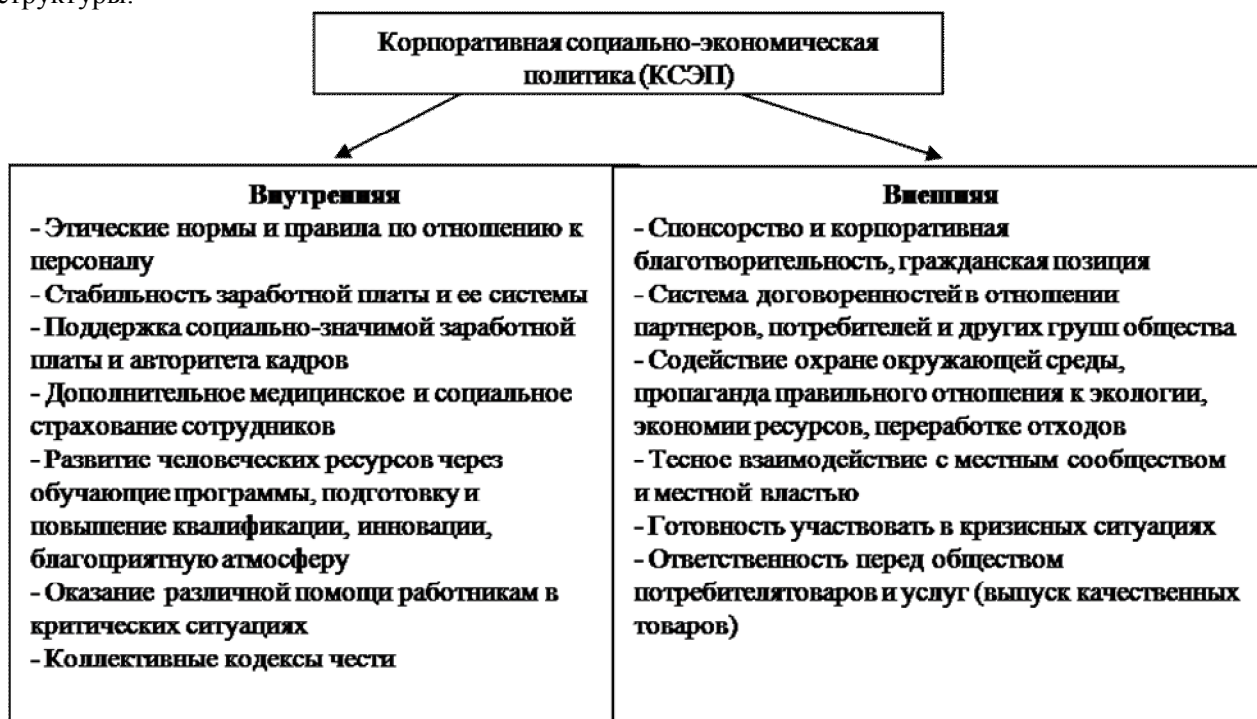 структуры.
Корпоративная социально-экономическая
политика (КСЭП)
Внутренняя
- Этические нормы и правила по отношению к
персоналу
- Стабильность заработной платы и ее системы
- Поддержка социально-значимой заработной
платы и авторитета кадров
- Дополнительное медицинское и социальное
страхование сотрудников
- Развитие человеческих ресурсов через
обучающие программы, подготовку и
повышение квалификации, инновации,
благоприятную атмосферу
- Оказание различной помощи работникам в
критических ситуациях
- Коллективные кодексы чести
Внешняя
- Спонсорство и корпоративная
благотворительность, гражданская позиция
- Система договоренностей в отношении
партнеров, потребителей и других групп общества
- Содействие охране окружающей среды,
пропаганда правильного отношения к экологии,
экономии ресурсов, переработке отходов
- Тесное взаимодействие с местным сообществом
и местной властью
- Готовность участвовать в кризисных ситуациях
- Ответственность перед обществом
потребителятоваров и услуг (выпуск качественных
товаров)